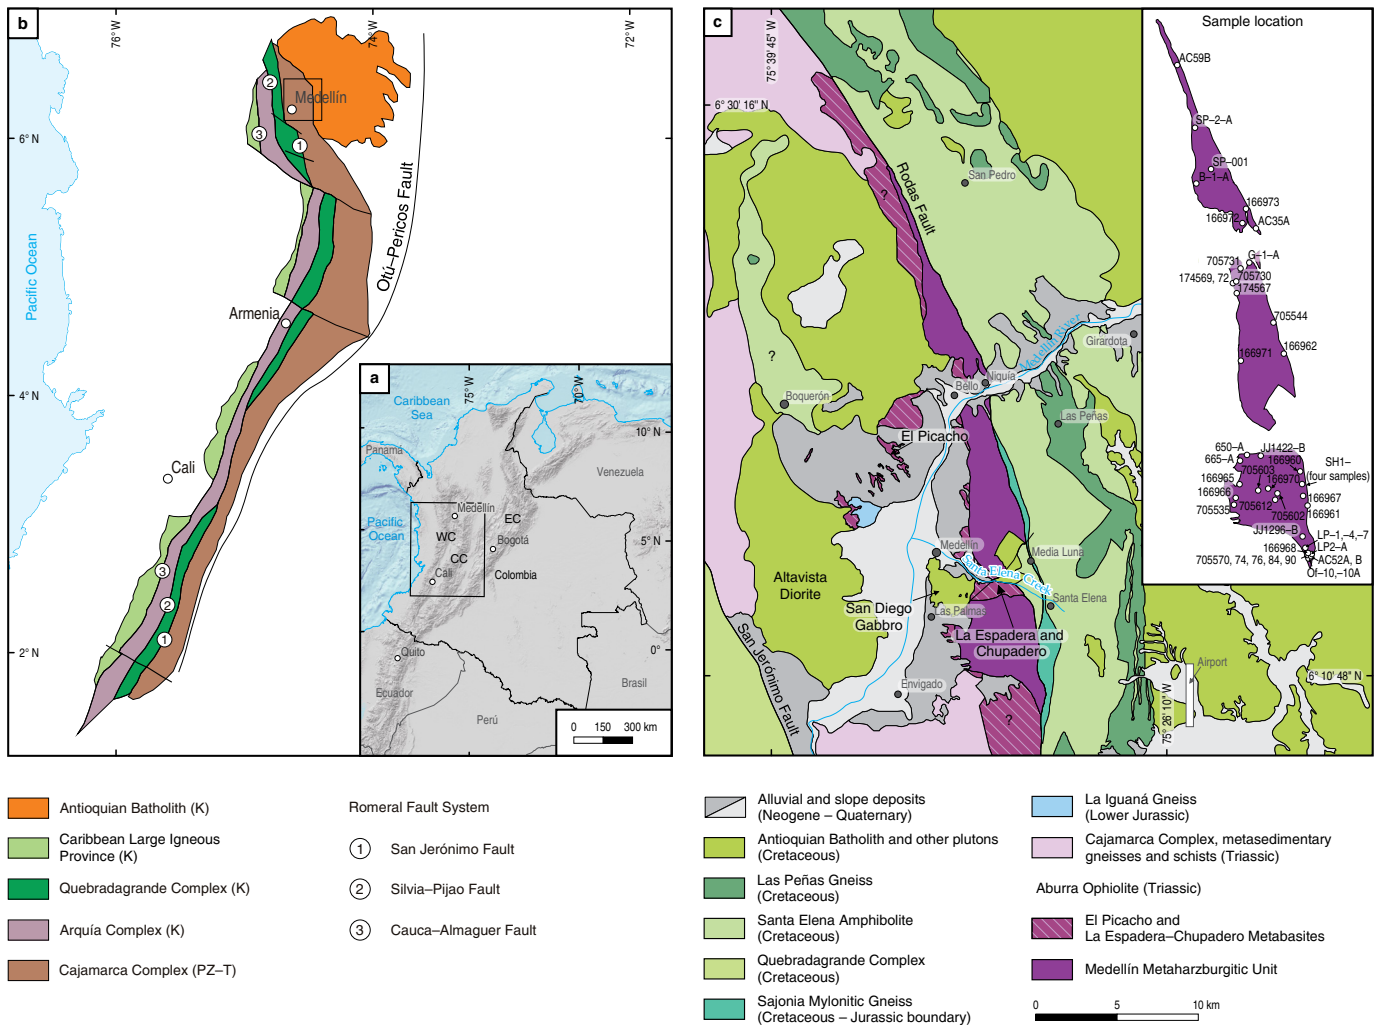 b
76° W
74° W
72° W
2
Medellín
3
1
6° N
Otú–Pericos Fault
Pacific Ocean
Armenia
4° N
Cali
3
2
1
2° N
a
75° W
70° W
Caribbean
Sea
10° N
Panamá
Venezuela
Medellín
EC
Pacific
Ocean
WC
5° N
Bogotá
CC
Cali
Colombia
0°
Quito
Brasil
Ecuador
Perú
0 150 300 km
c
75° 39' 45" W
6° 30' 16" N
Rodas Fault
San Pedro
?
?
Medellín River
Girardota
Niquía
Bello
Boquerón
Las Peñas
El Picacho
Medellín
Media Luna
Santa Elena Creek
Altavista
Diorite
San Diego
Gabbro
Las Palmas
Santa Elena
La Espadera and
Chupadero
San Jerónimo Fault
Envigado
?
Airport
6° 10' 48" N
75° 26' 10" W
Sample location
AC59B
SP–2–A
SP–001
B–1–A
166973
166972
AC35A
G–1–A
705731
705730
174569, 72
174567
705544
166962
166971
650–A
JJ1422–B
665–A
166960
SH1–
(four samples)
705603
166965
166970
166966
166967
705535
705612
705602
166961
JJ1296–B
LP–1,–4,–7
166968
LP2–A
705570, 74, 76, 84, 90
AC52A, B
Of–10,–10A
Antioquian Batholith (K)
Caribbean Large Igneous
Province (K)
Quebradagrande Complex (K)
Arquía Complex (K)
Cajamarca Complex (PZ–T)
Romeral Fault System
1 San Jerónimo Fault
2 Silvia–Pijao Fault
3 Cauca–Almaguer Fault
Alluvial and slope deposits
(Neogene – Quaternary)
Antioquian Batholith and other plutons
(Cretaceous)
Las Peñas Gneiss
(Cretaceous)
Santa Elena Amphibolite
(Cretaceous)
Quebradagrande Complex
(Cretaceous)
Sajonia Mylonitic Gneiss
(Cretaceous – Jurassic boundary)
La Iguaná Gneiss
(Lower Jurassic)
Cajamarca Complex, metasedimentary
gneisses and schists (Triassic)
Aburra Ophiolite (Triassic)
El Picacho and
La Espadera–Chupadero Metabasites
Medellín Metaharzburgitic Unit
0 5 10 km